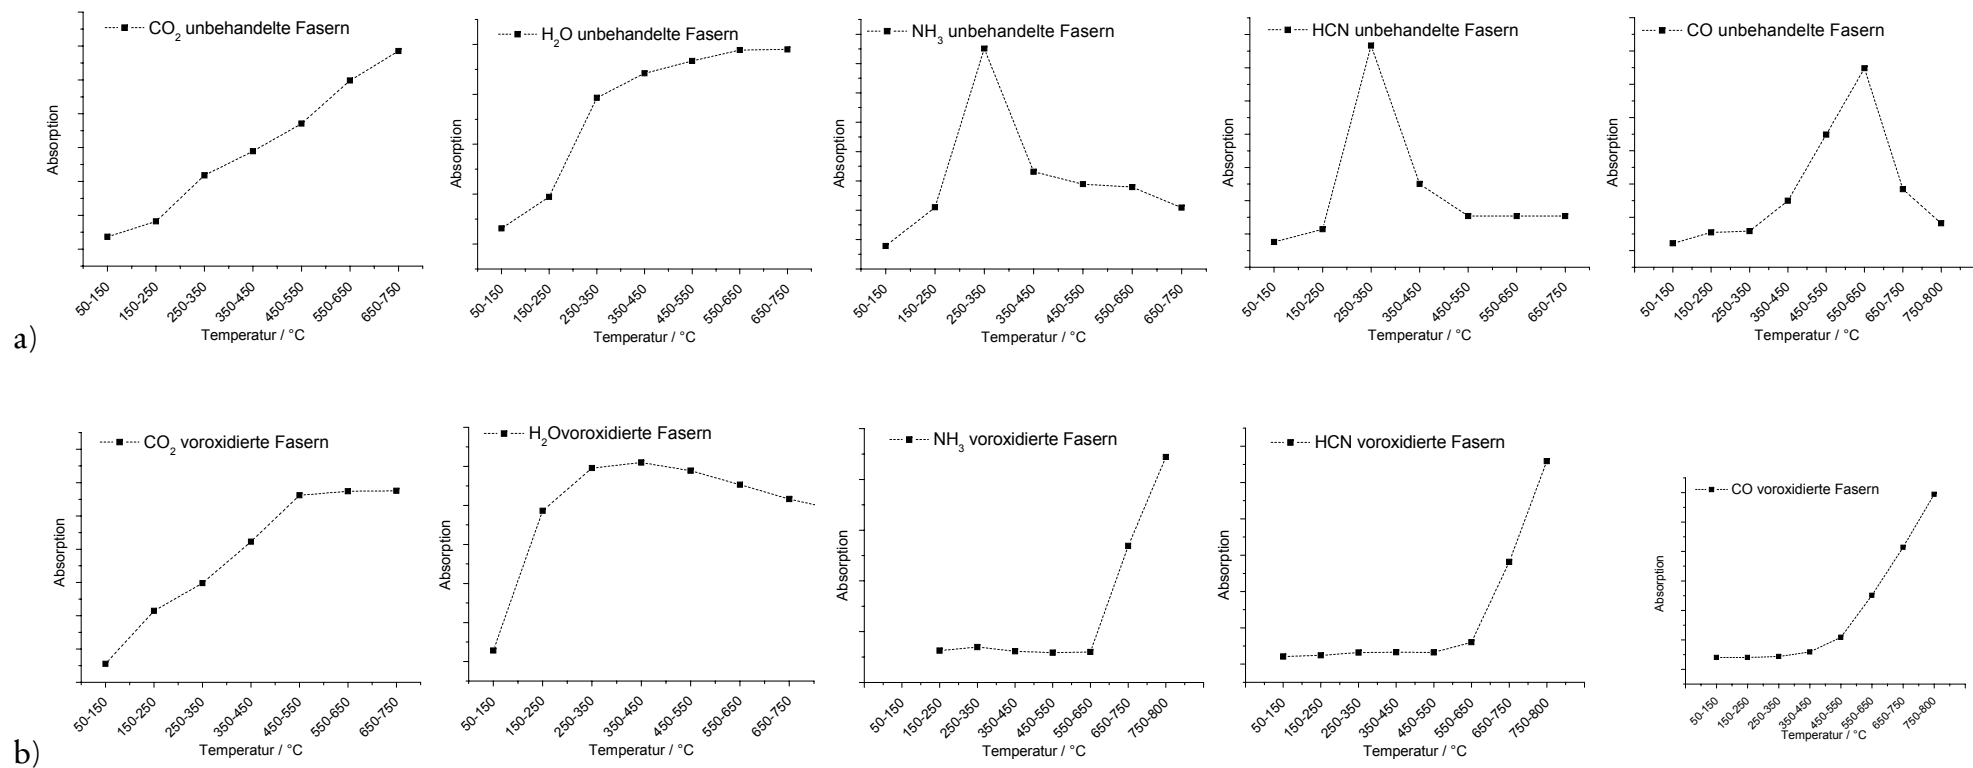 CO2 unbehandelte Fasern
Absorption
50-150
150-250
250-350
350-450
450-550
550-650
650-750
Temperatur / °C
H2O unbehandelte Fasern
Absorption
50-150
150-250
250-350
350-450
450-550
550-650
650-750
Temperatur / °C
NH3 unbehandelte Fasern
Absorption
50-150
150-250
250-350
350-450
450-550
550-650
650-750
Temperatur / °C
HCN unbehandelte Fasern
Absorption
50-150
150-250
250-350
350-450
450-550
550-650
650-750
Temperatur / °C
CO unbehandelte Fasern
Absorption
50-150
150-250
250-350
350-450
450-550
550-650
650-750
750-800
Temperatur / °C
a)
CO2 voroxidierte Fasern
Absorption
50-150
150-250
250-350
350-450
450-550
550-650
650-750
Temperatur / °C
H2Ovoroxidierte Fasern
Absorption
50-150
150-250
250-350
350-450
450-550
550-650
650-750
Temperatur / °C
NH3 voroxidierte Fasern
Absorption
50-150
150-250
250-350
350-450
450-550
550-650
650-750
750-800
Temperatur / °C
HCN voroxidierte Fasern
Absorption
50-150
150-250
250-350
350-450
450-550
550-650
650-750
750-800
Temperatur / °C
CO voroxidierte Fasern
Absorption
50-150
150-250
250-350
350-450
450-550
550-650
650-750
750-800
Temperatur / °C
b)